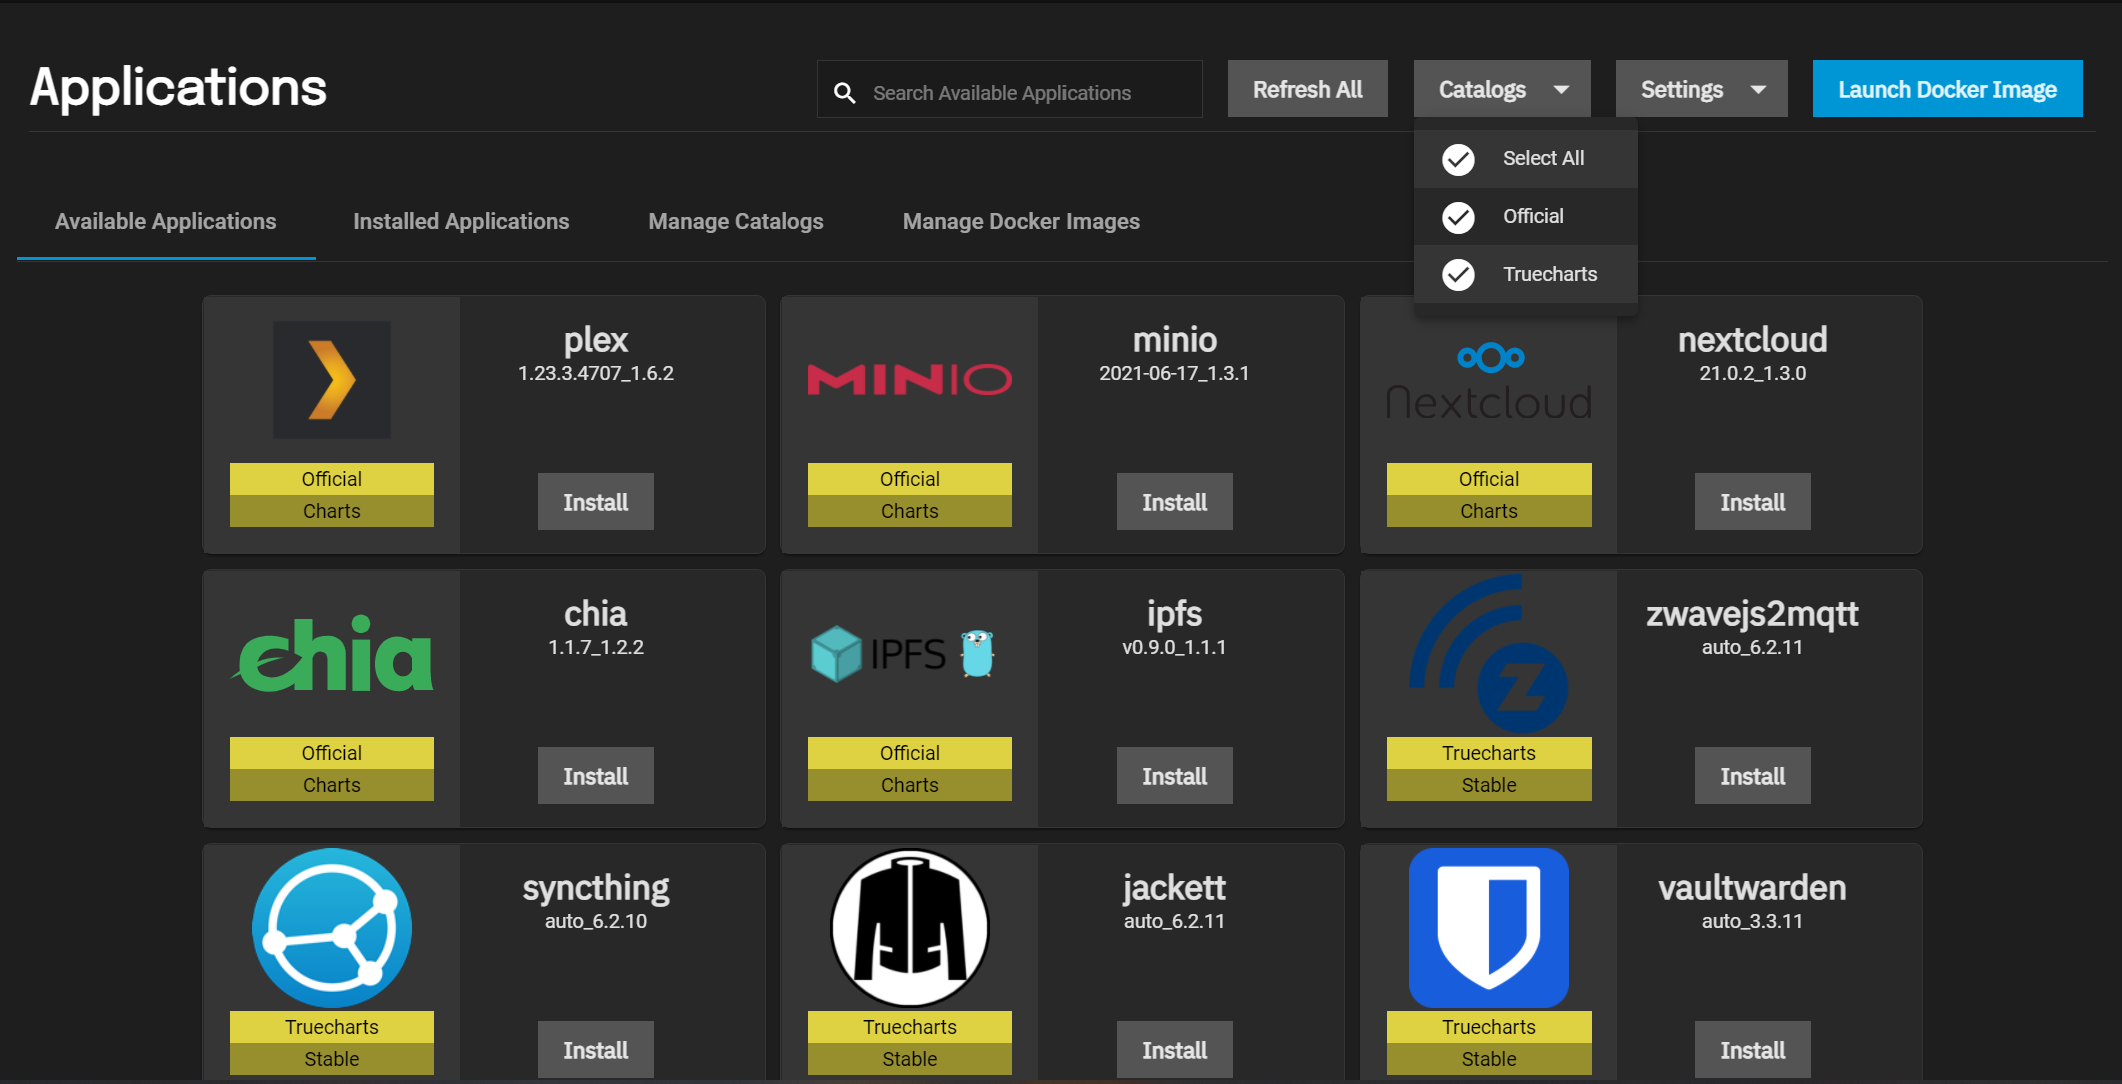 Applications
Search Available Applications
Refresh All
Catalogs
Settings
Launch Docker Image
Select All
Official
Truecharts
Available Applications
Installed Applications
Manage Catalogs
Manage Docker Images
plex
1.23.3.4707_1.6.2
Official
Charts
Install
MINIO
minio
2021-06-17_1.3.1
Official
Charts
Install
Nextcloud
nextcloud
21.0.2_1.3.0
Official
Charts
Install
chia
chia
1.1.7_1.2.2
Official
Charts
Install
IPFS
ipfs
v0.9.0_1.1.1
Official
Charts
Install
Z
zwavejs2mqtt
auto_6.2.11
Truecharts
Stable
Install
syncthing
auto_6.2.10
Truecharts
Stable
Install
jackett
auto_6.2.11
Truecharts
Stable
Install
vaultwarden
auto_3.3.11
Truecharts
Stable
Install